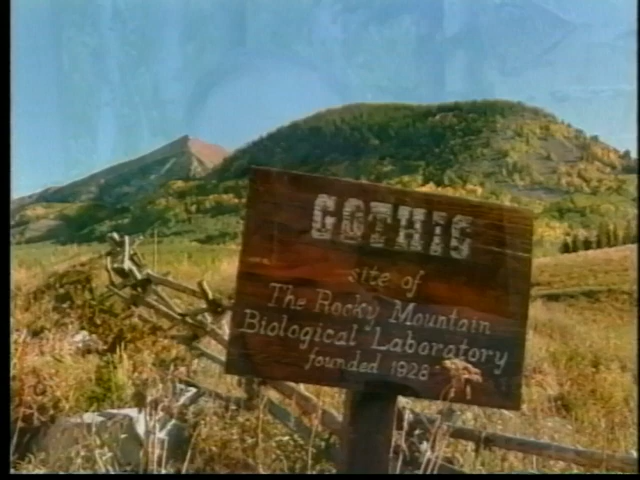 GOTHIC
site of
The Rocky Mountain
Biological Laboratory
founded 1928